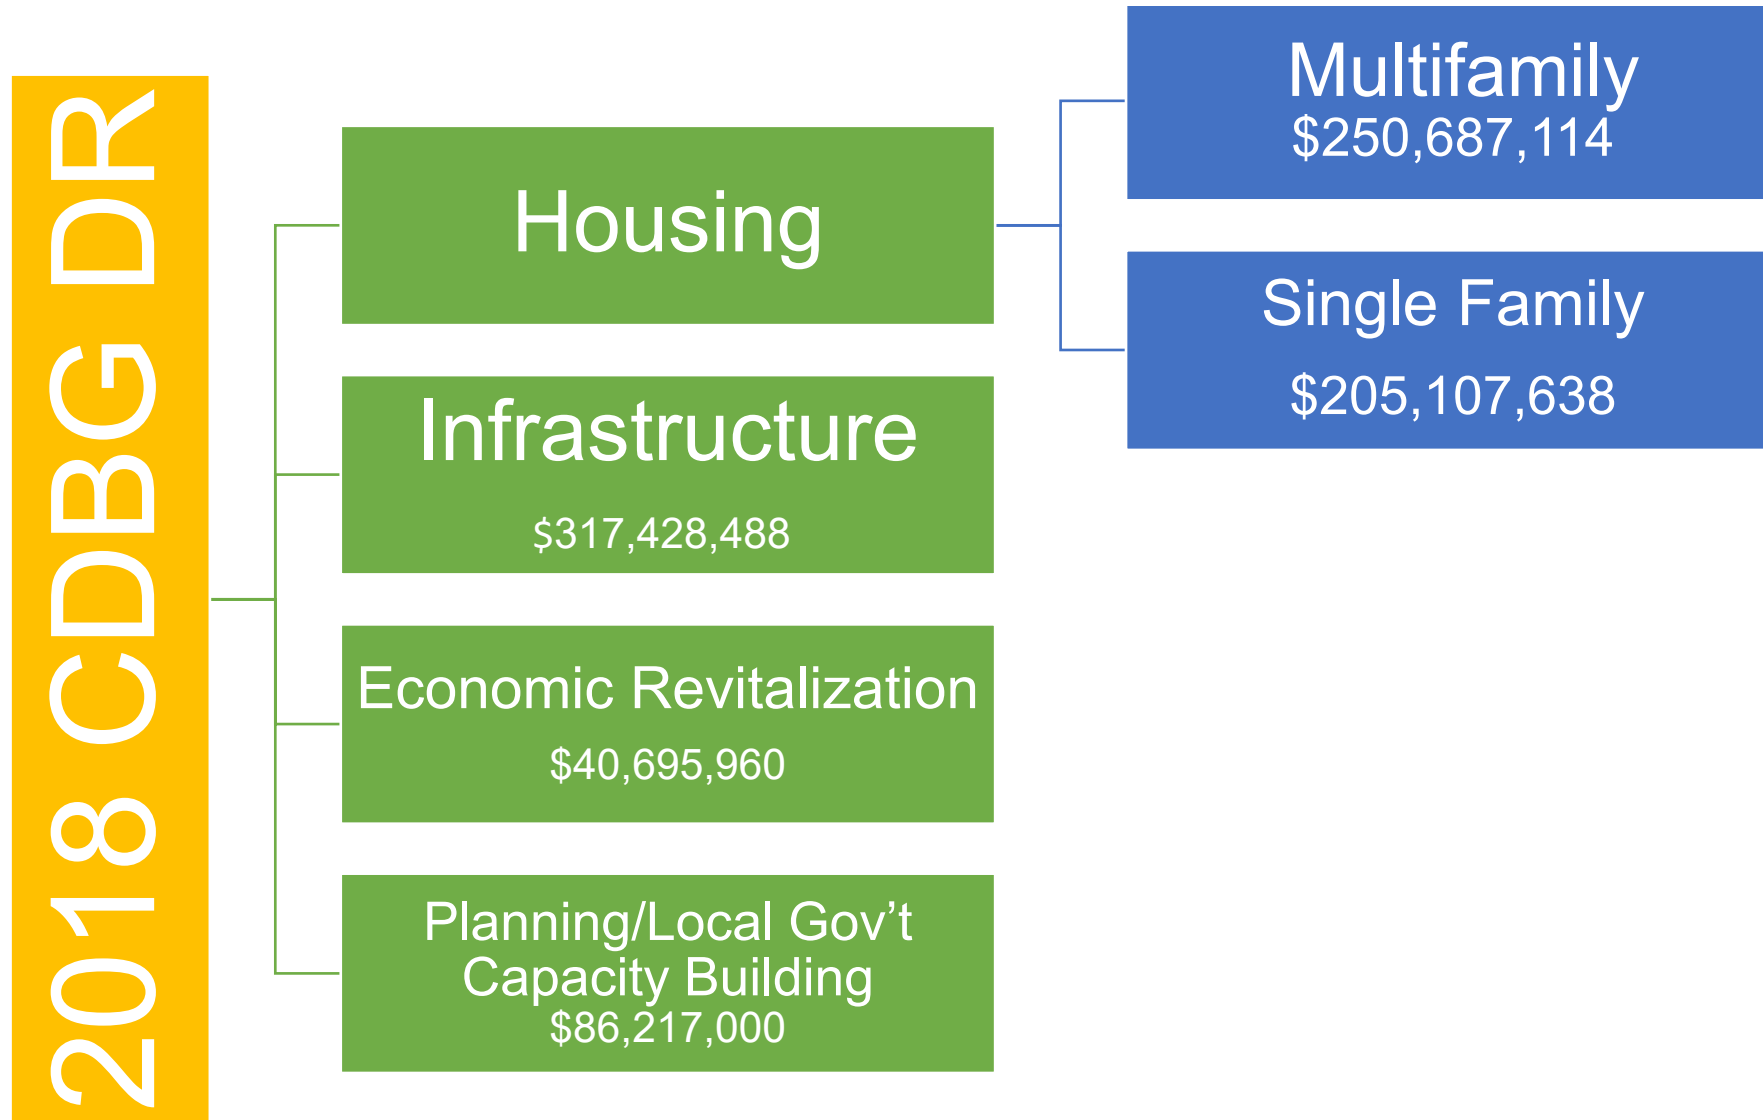 2018 CDBG DR
Housing
Infrastructure
$317,428,488
Economic Revitalization
$40,695,960
Planning/Local Gov’t
Capacity Building
$86,217,000
Multifamily
$250,687,114
Single Family
$205,107,638